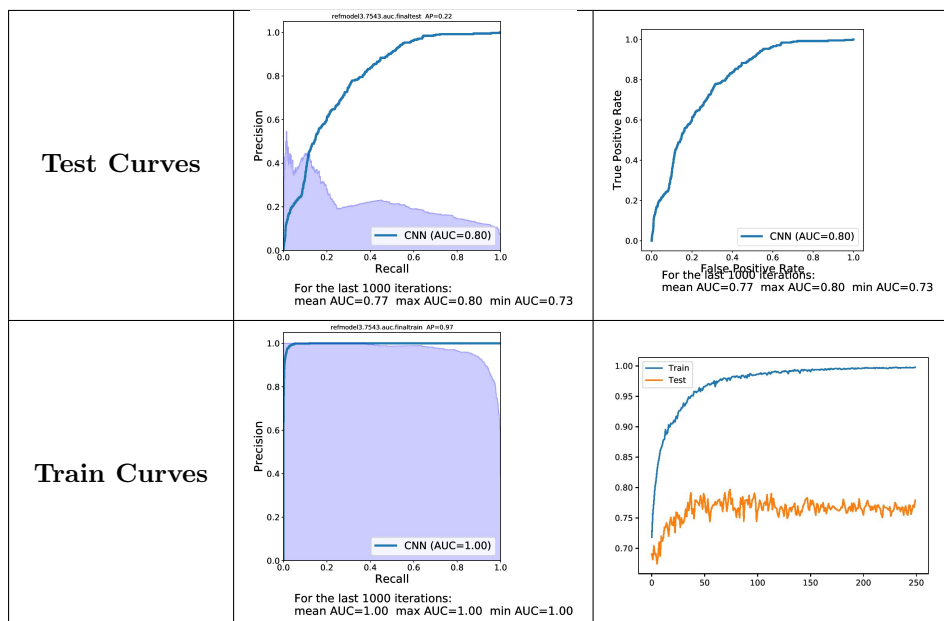 Test Curves
refmodel3.7543.auc.finaltest AP=0.22
Precision
1.0
0.8
0.6
0.4
0.2
0.0
0.0 0.2 0.4 0.6 0.8 1.0
CNN (AUC=0.80)
Recall
For the last 1000 iterations:
mean AUC=0.77 max AUC=0.80 min AUC=0.73
True Positive Rate
1.0
0.8
0.6
0.4
0.2
0.0
CNN (AUC=0.80)
0.0 0.2 0.4 0.6 0.8 1.0
False Positive Rate
For the last 1000 iterations:
mean AUC=0.77 max AUC=0.80 min AUC=0.73
Train Curves
refmodel3.7543.auc.finaltrain AP=0.97
Precision
1.0
0.8
0.6
0.4
0.2
0.0
CNN (AUC=1.00)
0.0 0.2 0.4 0.6 0.8 1.0
Recall
For the last 1000 iterations:
mean AUC=1.00 max AUC=1.00 min AUC=1.00
Train
Test
1.00
0.95
0.90
0.85
0.80
0.75
0.70
0 50 100 150 200 250